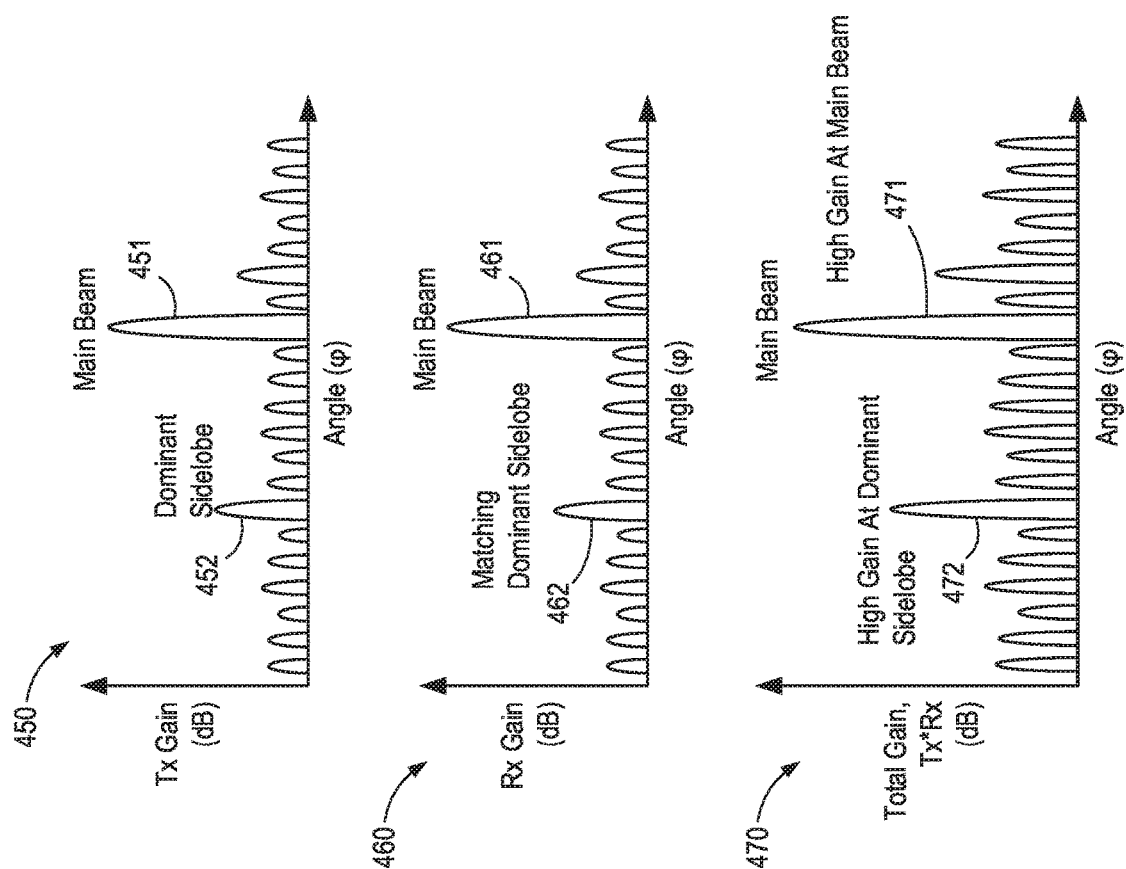 450
Tx Gain
(dB)
452
Dominant
Sidelobe
Main Beam
451
Angle (φ)
460
Rx Gain
(dB)
462
Matching
Dominant Sidelobe
Main Beam
461
Angle (φ)
470
Total Gain,
Tx*Rx
(dB)
High Gain At Dominant
Sidelobe
472
Main Beam
High Gain At Main Beam
471
Angle (φ)